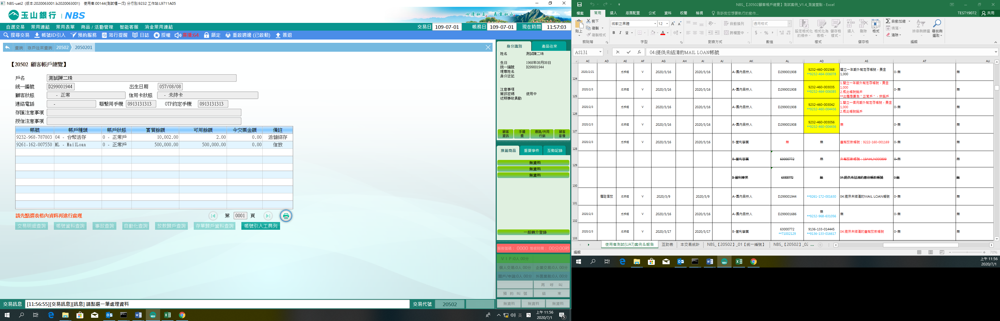 NBS-uat2 (版本:2020063001.b2020063001) 使用者:00144(測試櫃一戊) 分行別:9232 工作站:L9711A05
玉山銀行 | NBS
心清如玉，義重如山
自選交易 常用連結 常用表單 商品 / 活動管理 智能客服 消金常用連結
交易日 109-07-01 帳務日 109-07-01 現在時間 11:57:03
搜尋交易 帳號ID引入 預約服務 蒞行提醒 日誌 授權 廣播:64 鎖定 重啟週邊 (已啟動) 簽退
查詢 存戶往來查詢 20502 2050201
【20502 顧客帳戶總覽】
戶名 測試陳二珠
統一編號 D299001944 出生日期 057/08/08
顧客狀態 - 正常 信用卡狀態 - 未持卡
連絡電話 - 聯繫用手機 0913131313 OTP約定手機 0913131313
存匯注意事項
授信注意事項
帳號 帳戶種類 帳戶狀態 實質餘額 可用餘額 今交票金額 備註
9232-968-787803 04 - 台幣活存 0 - 正常戶 10,002.00 2.00 0.00 活儲綜存
9261-162-007550 ML - MailLoan 0 - 正常戶 500,000.00 500,000.00 0.00 信放
請先點選表格內資料再進行處理
第 0001 頁
交易明細查詢 帳號資料查詢 事故查詢 自動化查詢 放款歸戶查詢 存單歸戶資料查詢 帳號引入工具列
身分識別 產品往來
姓名 測試陳二珠
生日 1968年08月08日
統一編號 D299001944
理專姓名
身分註記
注意事項
簡訊密碼 使用中
近期事故異動
顧客資訊 手續費 通路/共同行銷 顧客影像
推薦商品 重要事件 互動記錄
無資料
無資料
無資料
一般轉介登錄
服務號碼： 0000 等候時間： 00分00秒
ＶＩＰ:0人 00分
個人交易:0人 00分 企業交易:0人 00分
開戶/申請:0人 00分 外匯業務:0人 00分
再 呼 叫
預 約 叫 號 結 束
無資料 無資料 無資料
交易訊息 [11:56:55][交易訊息][訊息] 請點選一筆處理資料 交易代號 20502
英 上午 11:56
2020/7/1
5
NBS_【20502顧客帳戶總覽】測試案例_V1.4_測資盤點 - Excel
檔案 常用 插入 版面配置 公式 資料 校閱 檢視 告訴我您想要執行的動作... TEST19072 共用
貼上 剪下 複製 複製格式 微軟正黑體 12 自動換列 跨欄置中 通用格式
設定格式化的條件 格式化為表格 儲存格樣式 插入 刪除 格式 自動加總 填滿 清除 排序與篩選 尋找與選取
剪貼簿 字型 對齊方式 數值 樣式 儲存格 編輯
AS131 04:提供未結清的MAIL LOAN帳號
AC AD AE AF AG AH AI AJ AK AL AQ AS AT AU
124 2020/2/21 V 2020/3/16 2020/3/16 A-國內自然人 D299001908 9232-460-001568 **9232-464-006078 開立一年期外幣定存帳號，美金1,000 0-無 無
125 2020/2/3 V 2020/3/16 2020/3/16 A-國內自然人 D299001908 9232-460-003035 **9232-464-006085 1.開立一年期外幣定存帳號，美金1,000 0-無 無
2.將此帳號銷戶
**此題是要測＂正常戶＂，非銷戶
126 2020/2/3 V 2020/3/16 2020/3/16 A-國內自然人 D299001908 9232-460-003042 **9232-460-004436 1.開立一個月期外幣定存帳號，美金1,000 0-無 無
2.將此帳號銷戶
127 2020/2/3 V 2020/3/16 2020/3/16 A-國內自然人 D299001908 9232-460-003056 **9232-460-004436 無 0-無 無
128 2020/2/3 V 2020/3/16 2020/3/16 B-營利事業 無 無 臺幣放款帳號：9222-160-001169 0-無 無
129 B-營利事業 63000772 無 外幣放款帳號：19AHLN000899 0-無 無
130 B-營利事業 63000772 無 04:提供未結清的應收帳款帳號 0-無 無
131 備註信放 V 2020/3/9 2020/3/9 A-國內自然人 D299001944 **9261-172-001630 04:提供未結清的MAIL LOAN帳號 0-無 無
132 2020/2/3 V 2020/3/16 2020/3/16 A-國內自然人 D299001686 無 **9232-968-631056 無 0-無 無
133 2020/2/3 V 2020/3/17 2020/3/17 B-營利事業 63000772 **71002129 9136-133-014445 **9136-133-016617 04:提供未結清的臺幣放款帳號 0-無 無
使用者測試(UAT)案例＆報告 互助表 本交易統計 NBS_【20502】_01【統一編號】 NBS_【20502】_02 ...
編輯 70%
上午 11:56
2020/7/1